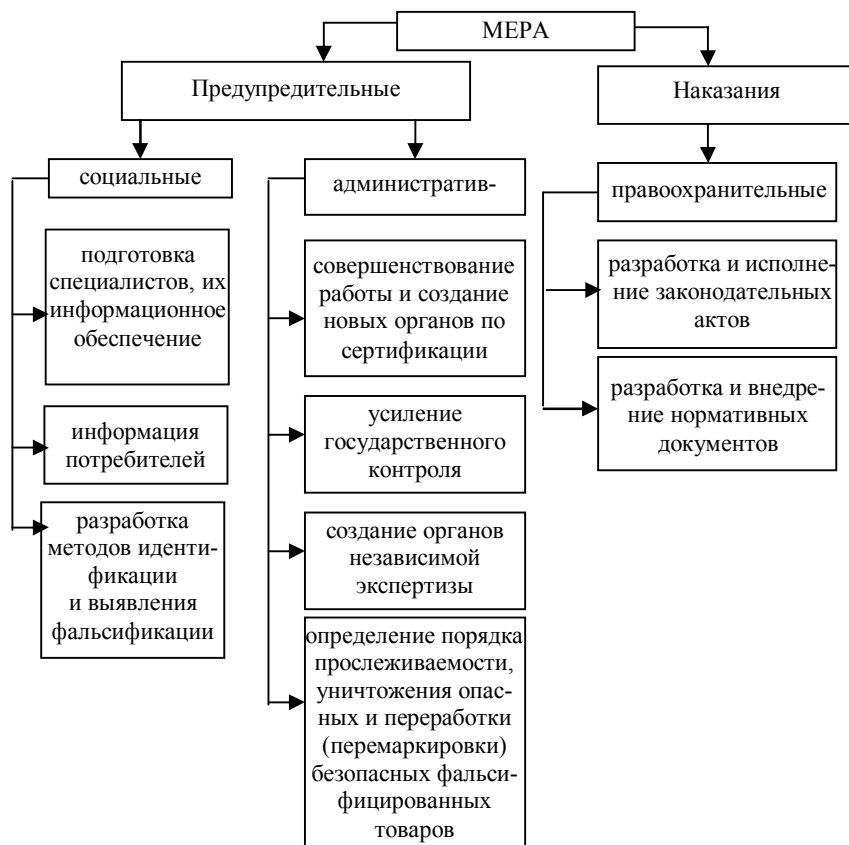 МЕРА
Предупредительные
Наказания
социальные
административ-
правоохранительные
подготовка
специалистов, их
информационное
обеспечение
информация
потребителей
разработка
методов иденти-
фикации
и выявления
фальсификации
совершенствование
работы и создание
новых органов по
сертификации
усиление
государственного
контроля
создание органов
независимой
экспертизы
определение порядка
прослеживаемости,
уничтожения опас-
ных и переработки
(перемаркировки)
безопасных фальси-
фицированных
товаров
разработка и исполне-
ние законодательных
актов
разработка и внедре-
ние нормативных
документов